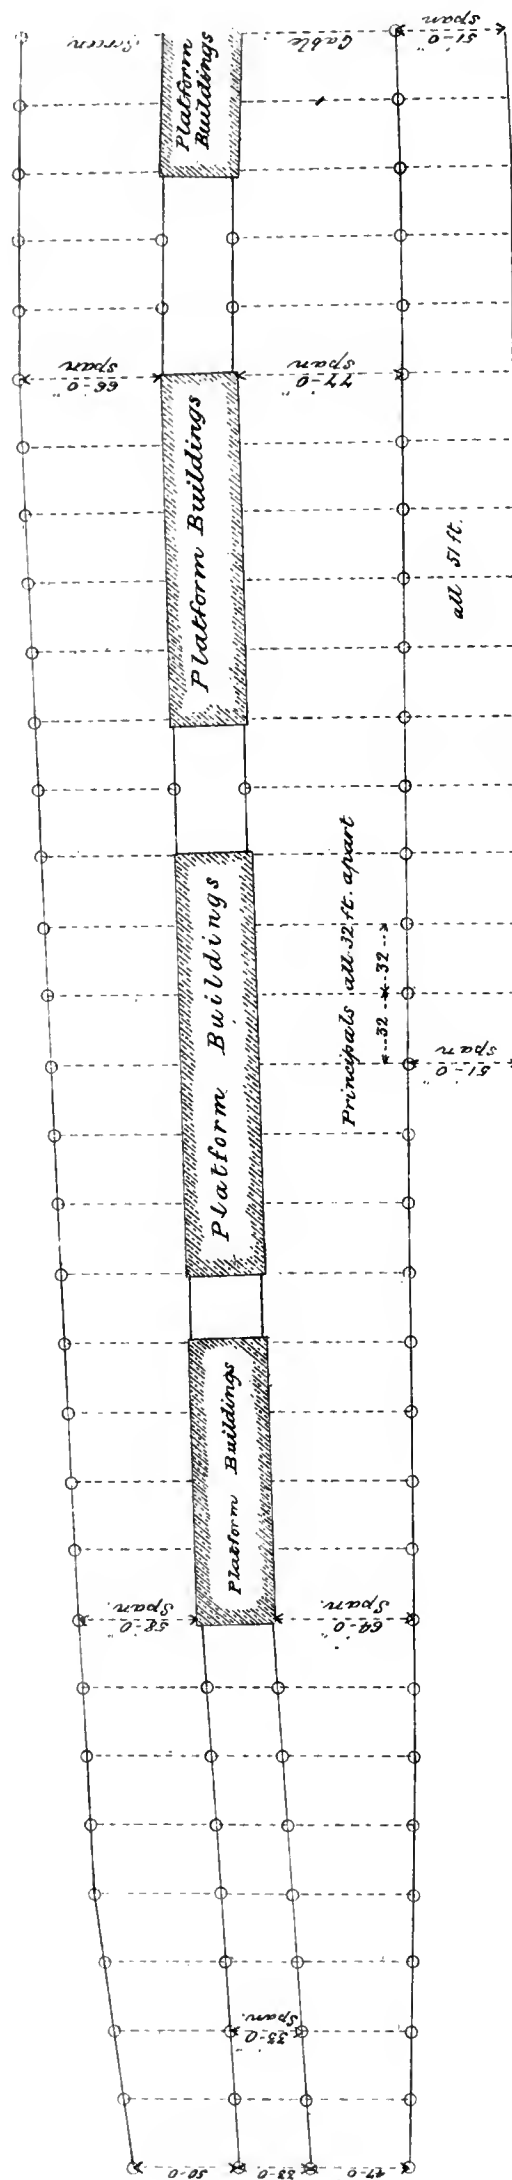 span
51'-0"
Screen
Gable
Platform
Buildings
span
66'-0"
span
77'-0"
Platform Buildings
all 51 ft.
Principals all 32 ft. apart
32
32
Platform Buildings
span
51'-0"
Platform Buildings
Span.
58'-0"
Span.
64'-0"
Span.
33'-0"
50-0
33-0
47-0